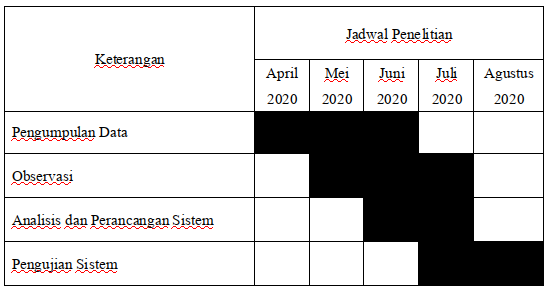 Keterangan
Jadwal Penelitian
April
2020
Mei
2020
Juni
2020
Juli
2020
Agustus
2020
Pengumpulan Data
Observasi
Analisis dan Perancangan Sistem
Pengujian Sistem